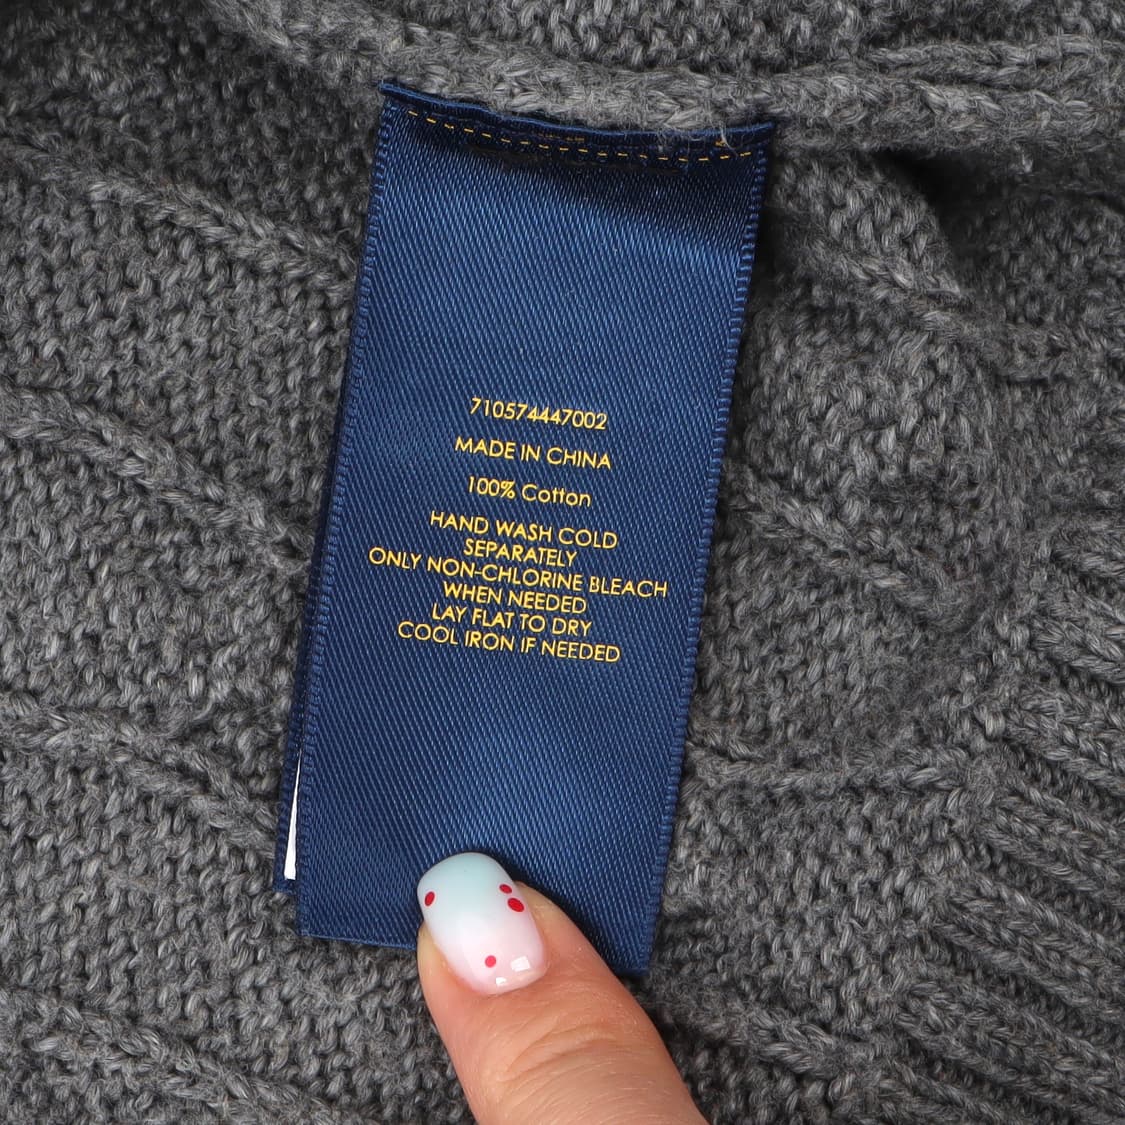 710574447002
MADE IN CHINA
100% Cotton
HAND WASH COLD
SEPARATELY
ONLY NON-CHLORINE BLEACH
WHEN NEEDED
LAY FLAT TO DRY
COOL IRON IF NEEDED